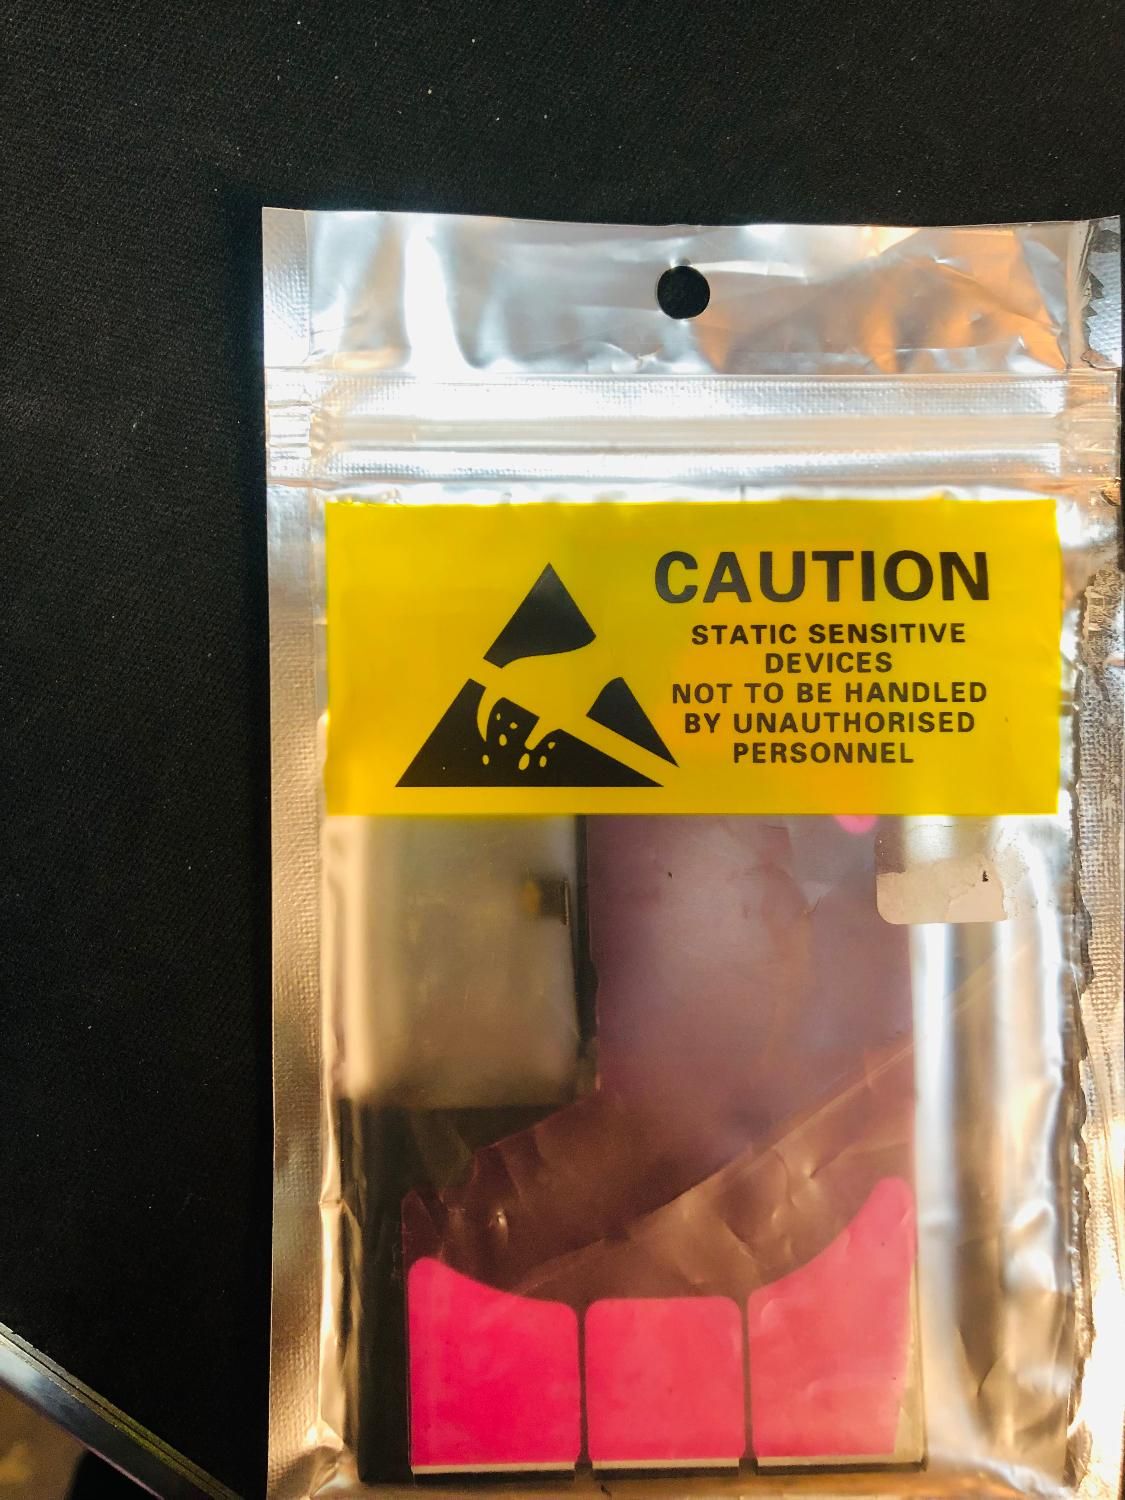 CAUTION
STATIC SENSITIVE
DEVICES
NOT TO BE HANDLED
BY UNAUTHORISED
PERSONNEL